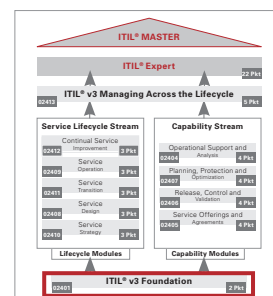 ITIL® MASTER
ITIL® Expert
22 Pkt
ITIL® v3 Managing Across the Lifecycle
02413
5 Pkt
Service Lifecycle Stream
Continual Service
Improvement
02412
3 Pkt
Service
Operation
02409
3 Pkt
Service
Transition
02411
3 Pkt
Service
Design
02408
3 Pkt
Service
Strategy
02410
3 Pkt
Lifecycle Modules
Capability Stream
Operational Support and
Analysis
02404
4 Pkt
Planning, Protection and
Optimization
02407
4 Pkt
Release, Control and
Validation
02406
4 Pkt
Service Offerings and
Agreements
02405
4 Pkt
Capability Modules
ITIL® v3 Foundation
02401
2 Pkt